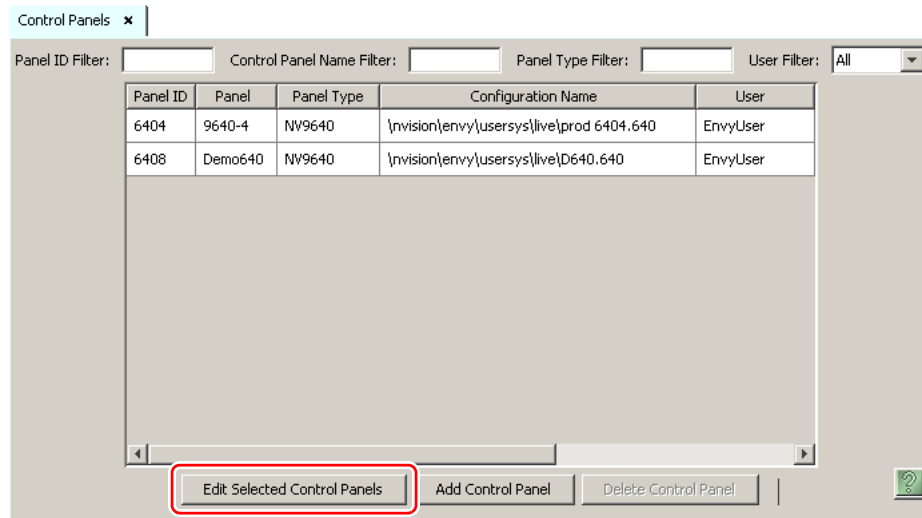 Control Panels ×
Panel ID Filter: Control Panel Name Filter: Panel Type Filter: User Filter: All
Panel ID Panel Panel Type Configuration Name User
6404 9640-4 NV9640 \nvision\envy\usersys\live\prod 6404.640 EnvyUser
6408 Demo640 NV9640 \nvision\envy\usersys\live\D640.640 EnvyUser
Edit Selected Control Panels Add Control Panel Delete Control Panel ?